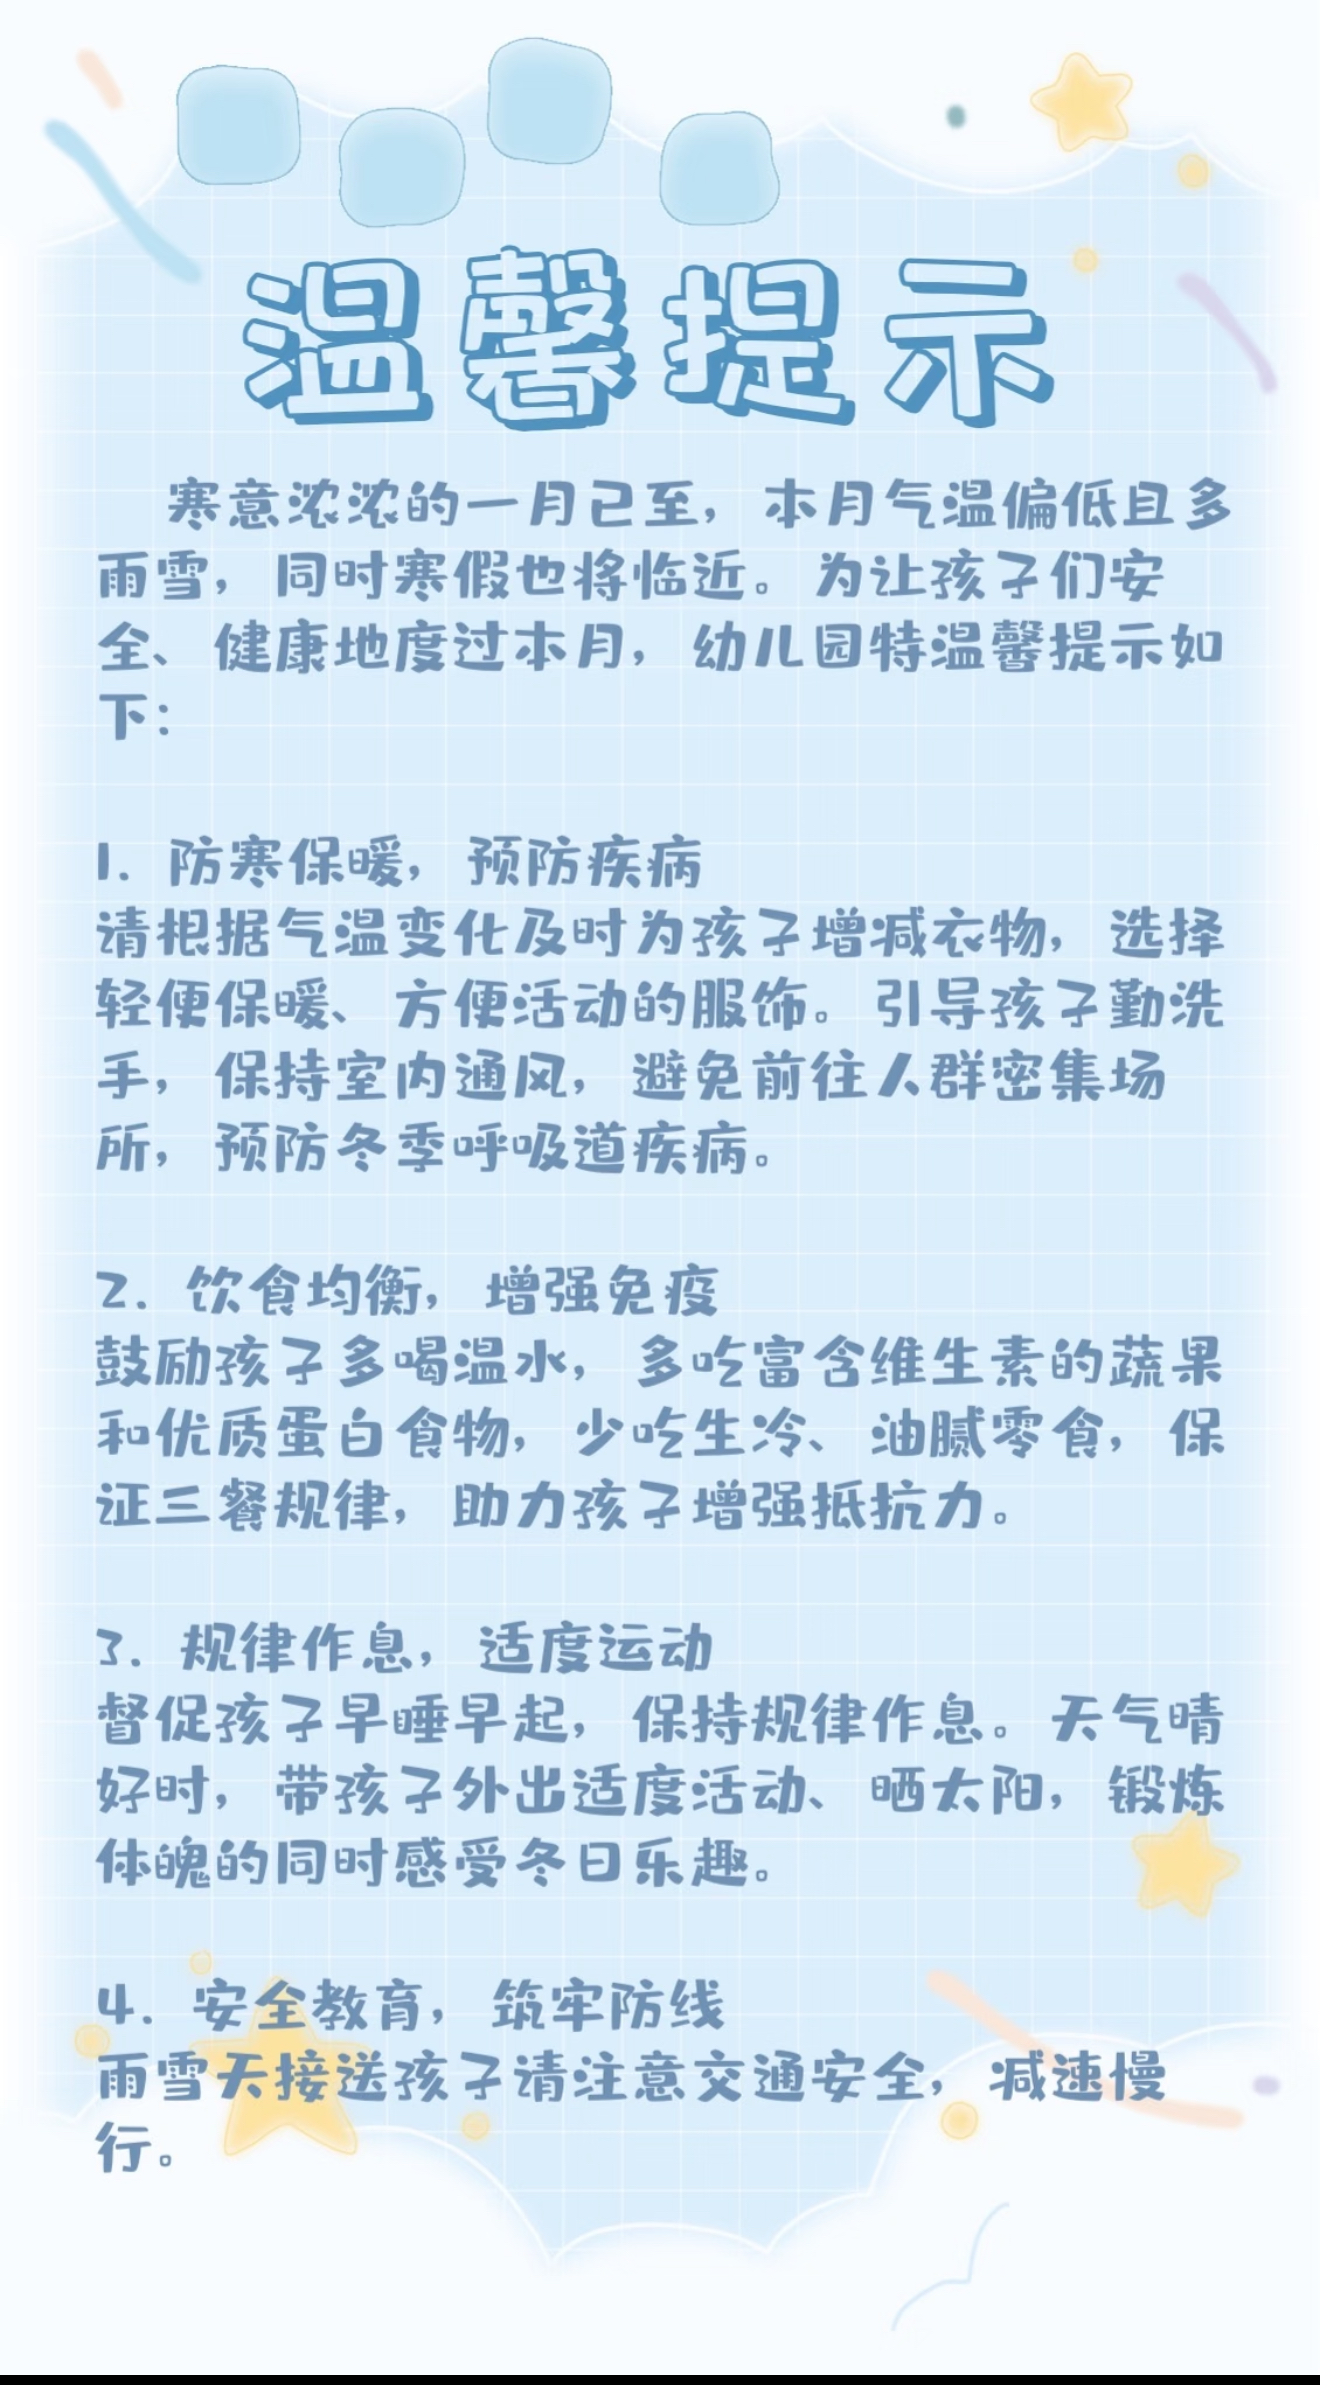 温馨提示
寒意浓浓的一月已至，本月气温偏低且多
雨雪，同时寒假也将临近。为让孩子们安
全、健康地度过本月，幼儿园特温馨提示如
下：
1. 防寒保暖，预防疾病
请根据气温变化及时为孩子增减衣物，选择
轻便保暖、方便活动的服饰。引导孩子勤洗
手，保持室内通风，避免前往人群密集场
所，预防冬季呼吸道疾病。
2. 饮食均衡，增强免疫
鼓励孩子多喝温水，多吃富含维生素的蔬果
和优质蛋白食物，少吃生冷、油腻零食，保
证三餐规律，助力孩子增强抵抗力。
3. 规律作息，适度运动
督促孩子早睡早起，保持规律作息。天气晴
好时，带孩子外出适度活动、晒太阳，锻炼
体魄的同时感受冬日乐趣。
4. 安全教育，筑牢防线
雨雪天接送孩子请注意交通安全，减速慢
行。